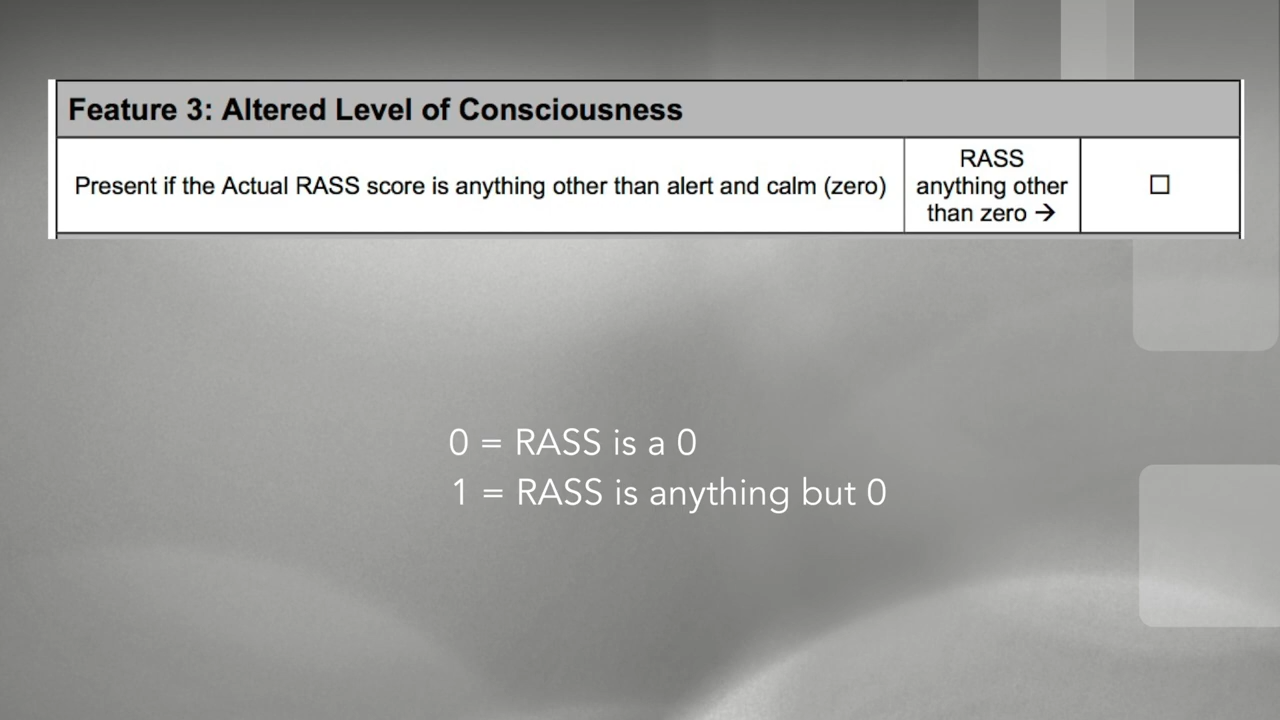 Feature 3: Altered Level of Consciousness
Present if the Actual RASS score is anything other than alert and calm (zero)
RASS
anything other
than zero →
☐
0 = RASS is a 0
1 = RASS is anything but 0